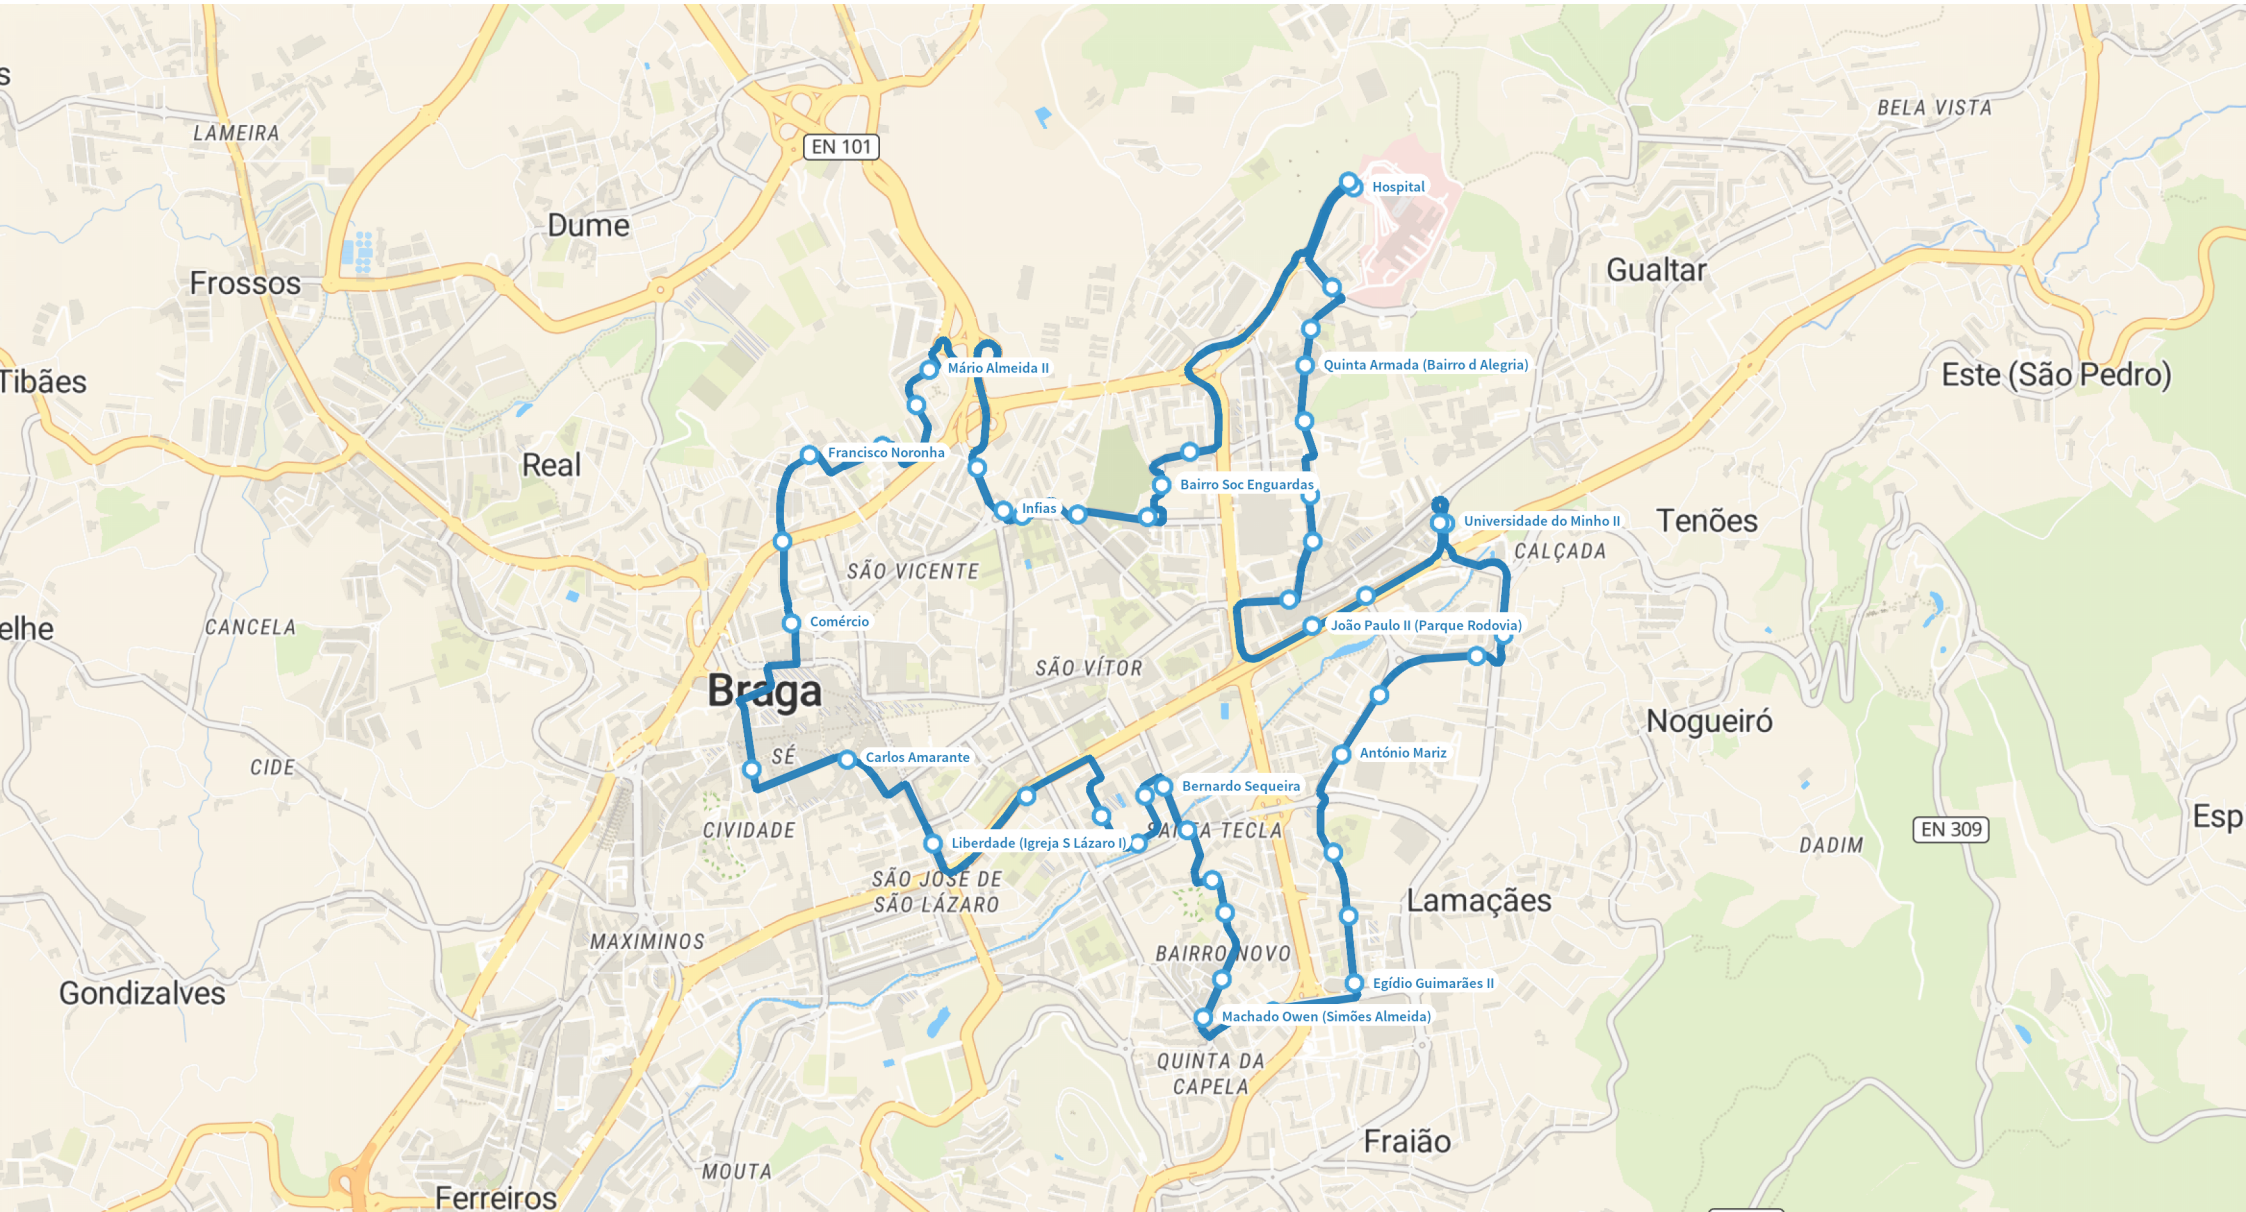 s
LAMEIRA
BELA VISTA
EN 101
Hospital
Dume
Gualtar
Frossos
Mário Almeida II
Quinta Armada (Bairro d Alegria)
Tibães
Este (São Pedro)
Francisco Noronha
Real
Bairro Soc Enguardas
Infias
Universidade do Minho II
Tenões
CALÇADA
SÃO VICENTE
elhe
CANCELA
Comércio
João Paulo II (Parque Rodovia)
SÃO VÍTOR
Braga
Nogueiró
SÉ
Carlos Amarante
António Mariz
CIDE
Bernardo Sequeira
Esp
CIVIDADE
SANTA TECLA
EN 309
DADIM
Liberdade (Igreja S Lázaro I)
SÃO JOSÉ DE
SÃO LÁZARO
Lamaçães
MAXIMINOS
BAIRRO NOVO
Gondizalves
Egídio Guimarães II
Machado Owen (Simões Almeida)
QUINTA DA
CAPELA
Fraião
MOUTA
Ferreiros